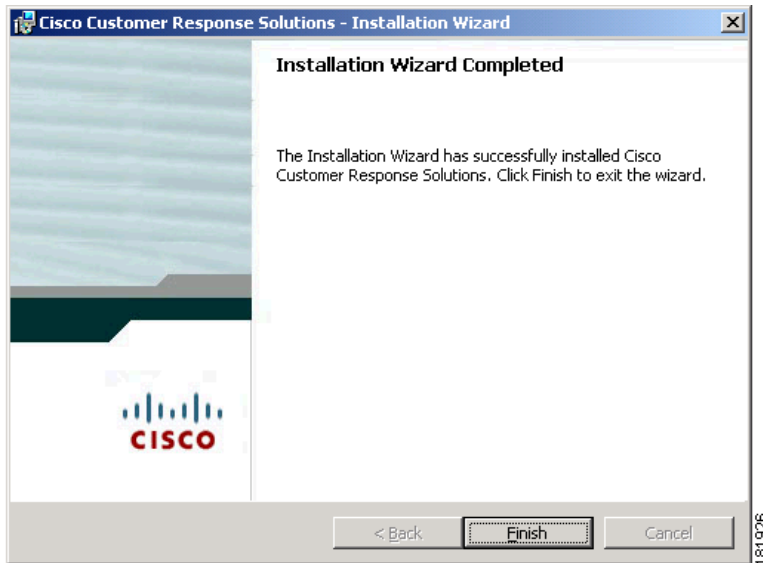 Cisco Customer Response Solutions - Installation Wizard
Installation Wizard Completed
The Installation Wizard has successfully installed Cisco
Customer Response Solutions. Click Finish to exit the wizard.
CISCO
< Back
Finish
Cancel
181926